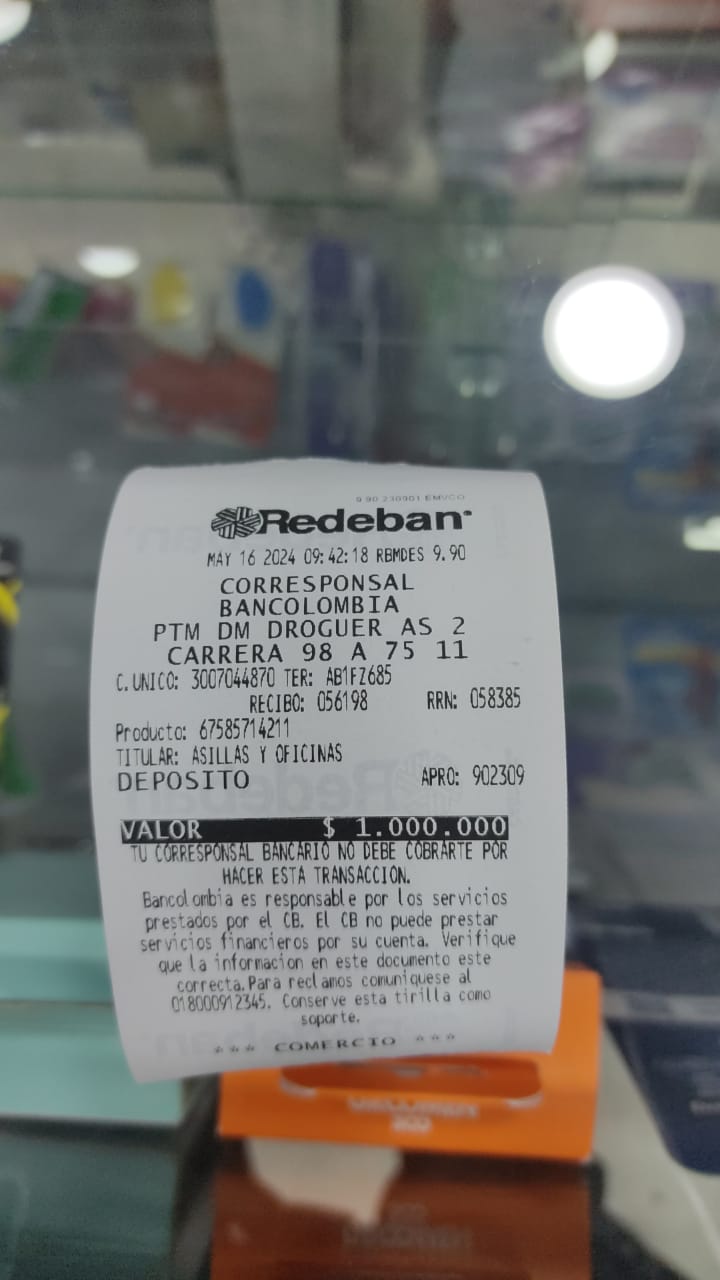 9 90 230901 EMVCO
Redeban
MAY 16 2024 09:42:18 RBMDES 9.90
CORRESPONSAL
BANCOLOMBIA
PTM DM DROGUER AS 2
CARRERA 98 A 75 11
C.UNICO: 3007044870 TER: AB1FZ685
RECIBO: 056198 RRN: 058385
Producto: 67585714211
TITULAR: ASILLAS Y OFICINAS
DEPOSITO APRO: 902309
VALOR $ 1.000.000
TU CORRESPONSAL BANCARIO NO DEBE COBRARTE POR
HACER ESTA TRANSACCION.
Bancolombia es responsable por los servicios
prestados por el CB. El CB no puede prestar
servicios financieros por su cuenta. Verifique
que la informacion en este documento este
correcta.Para reclamos comuniquese al
018000912345. Conserve esta tirilla como
soporte.
*** COMERCIO ***